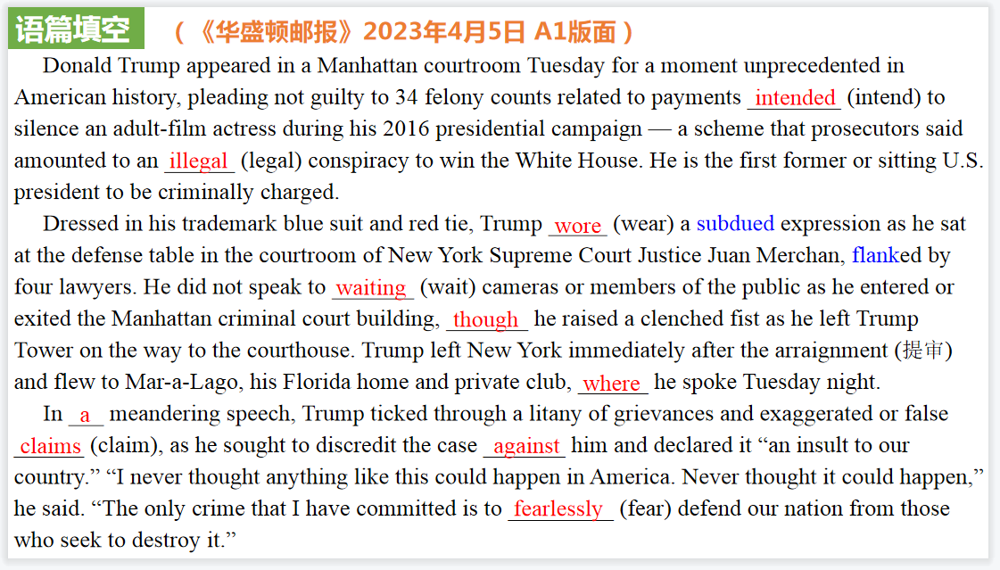 语篇填空 （《华盛顿邮报》2023年4月5日 A1版面）
Donald Trump appeared in a Manhattan courtroom Tuesday for a moment unprecedented in
American history, pleading not guilty to 34 felony counts related to payments intended (intend) to
silence an adult-film actress during his 2016 presidential campaign — a scheme that prosecutors said
amounted to an illegal (legal) conspiracy to win the White House. He is the first former or sitting U.S.
president to be criminally charged.
Dressed in his trademark blue suit and red tie, Trump wore (wear) a subdued expression as he sat
at the defense table in the courtroom of New York Supreme Court Justice Juan Merchan, flanked by
four lawyers. He did not speak to waiting (wait) cameras or members of the public as he entered or
exited the Manhattan criminal court building, though he raised a clenched fist as he left Trump
Tower on the way to the courthouse. Trump left New York immediately after the arraignment (提审)
and flew to Mar-a-Lago, his Florida home and private club, where he spoke Tuesday night.
In a meandering speech, Trump ticked through a litany of grievances and exaggerated or false
claims (claim), as he sought to discredit the case against him and declared it “an insult to our
country.” “I never thought anything like this could happen in America. Never thought it could happen,”
he said. “The only crime that I have committed is to fearlessly (fear) defend our nation from those
who seek to destroy it.”